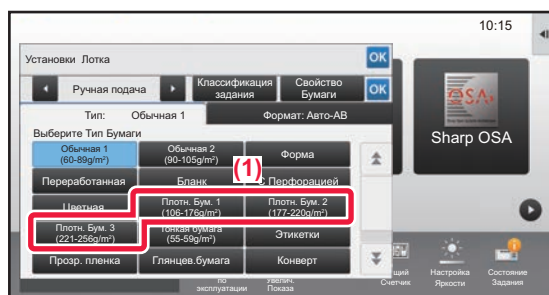 10:15
Установки Лотка
OK
Ручная подача
Классификация задания
Свойство Бумаги
OK
Тип: Обычная 1
Формат: Авто-AB
Выберите Тип Бумаги
Обычная 1
(60-89g/m²)
Обычная 2
(90-105g/m²)
Форма
(1)
Переработанная
Бланк
С Перфорацией
Цветная
Плотн. Бум. 1
(106-176g/m²)
Плотн. Бум. 2
(177-220g/m²)
Плотн. Бум. 3
(221-256g/m²)
Тонкая бумага
(55-59g/m²)
Этикетки
Прозр. пленка
Глянцев.бумага
Конверт
OSA
Sharp OSA
по
эксплуатации
Увелич.
Показа
щий
Счетчик
Настройка
Яркости
Состояние
Задания